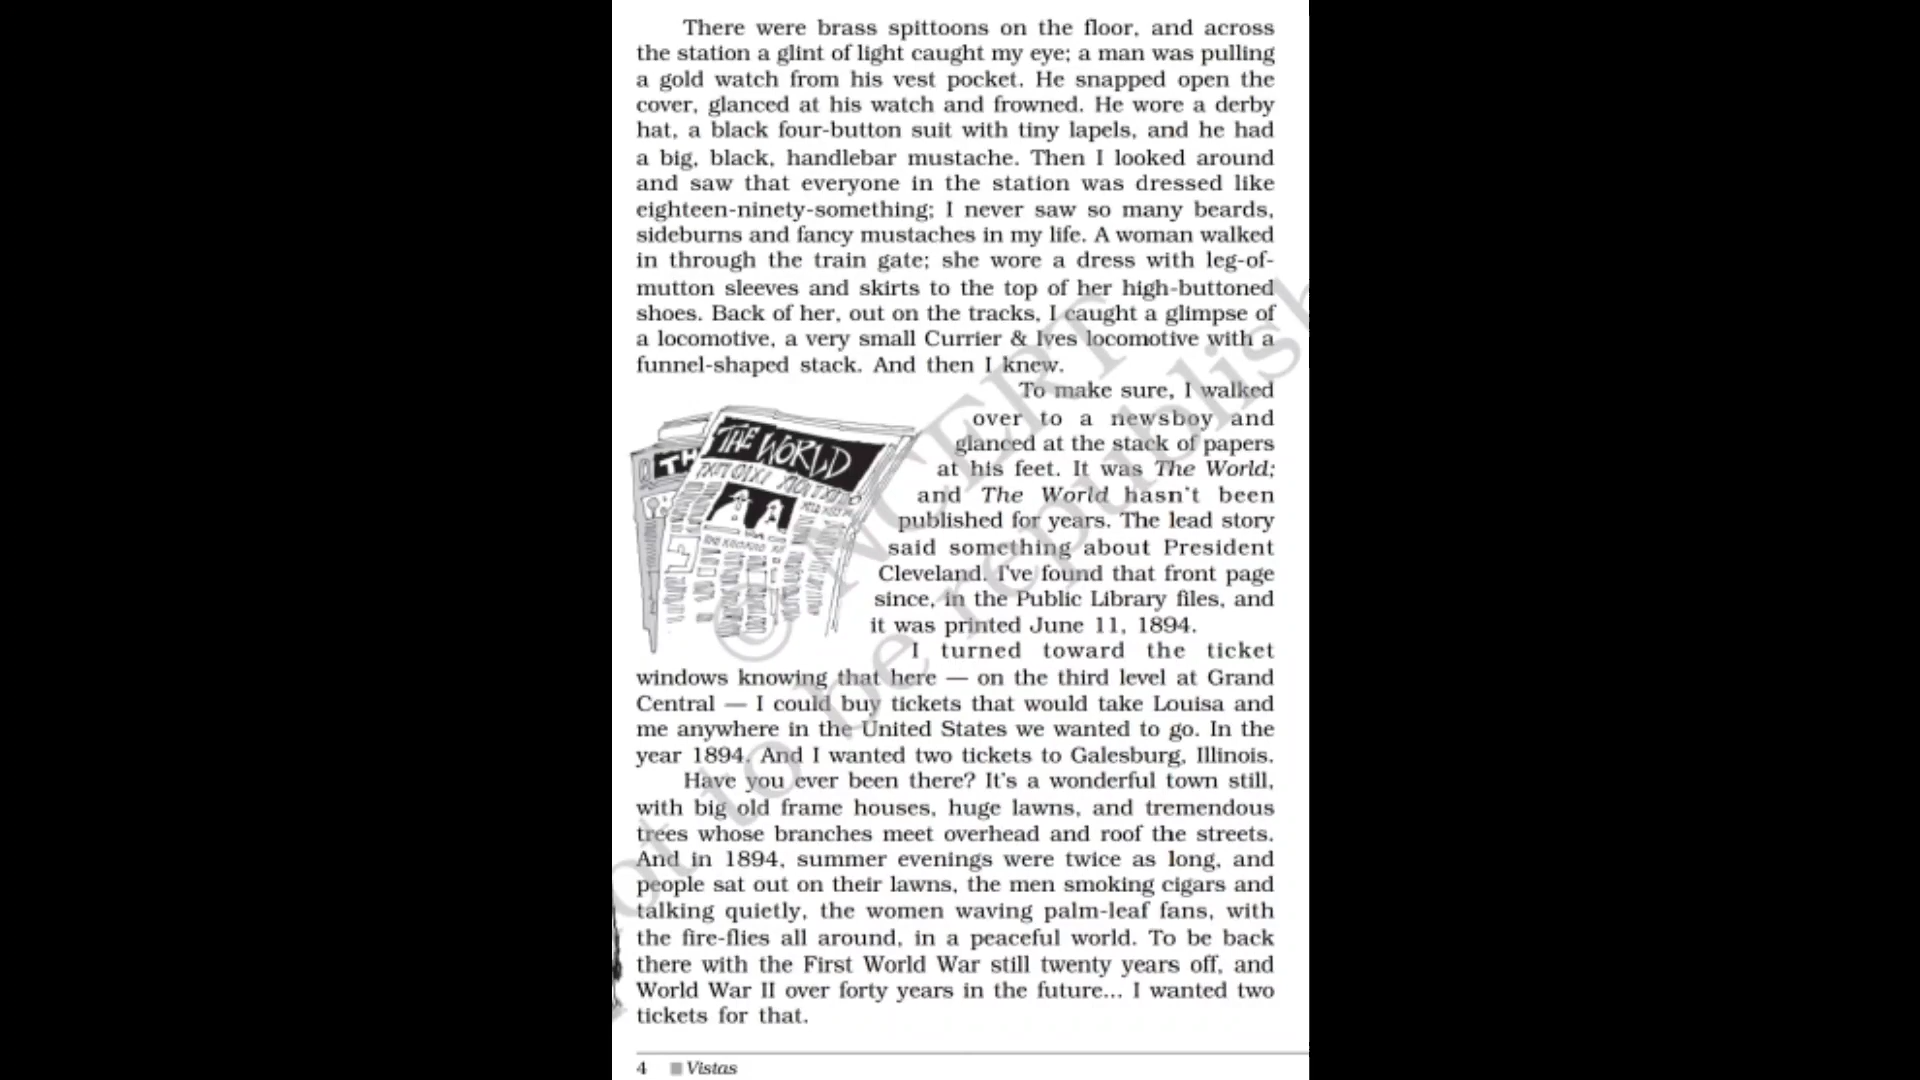 There were brass spittoons on the floor, and across
the station a glint of light caught my eye; a man was pulling
a gold watch from his vest pocket. He snapped open the
cover, glanced at his watch and frowned. He wore a derby
hat, a black four-button suit with tiny lapels, and he had
a big, black, handlebar mustache. Then I looked around
and saw that everyone in the station was dressed like
eighteen-ninety-something; I never saw so many beards,
sideburns and fancy mustaches in my life. A woman walked
in through the train gate; she wore a dress with leg-of-
mutton sleeves and skirts to the top of her high-buttoned
shoes. Back of her, out on the tracks, I caught a glimpse of
a locomotive, a very small Currier & Ives locomotive with a
funnel-shaped stack. And then I knew.
To make sure, I walked
over to a newsboy and
glanced at the stack of papers
at his feet. It was The World;
and The World hasn't been
published for years. The lead story
said something about President
Cleveland. I've found that front page
since, in the Public Library files, and
it was printed June 11, 1894.
THE WORLD
TH
I turned toward the ticket
windows knowing that here — on the third level at Grand
Central — I could buy tickets that would take Louisa and
me anywhere in the United States we wanted to go. In the
year 1894. And I wanted two tickets to Galesburg, Illinois.
Have you ever been there? It's a wonderful town still,
with big old frame houses, huge lawns, and tremendous
trees whose branches meet overhead and roof the streets.
And in 1894, summer evenings were twice as long, and
people sat out on their lawns, the men smoking cigars and
talking quietly, the women waving palm-leaf fans, with
the fire-flies all around, in a peaceful world. To be back
there with the First World War still twenty years off, and
World War II over forty years in the future... I wanted two
tickets for that.
4 Vistas
© NCERT
not to be republish